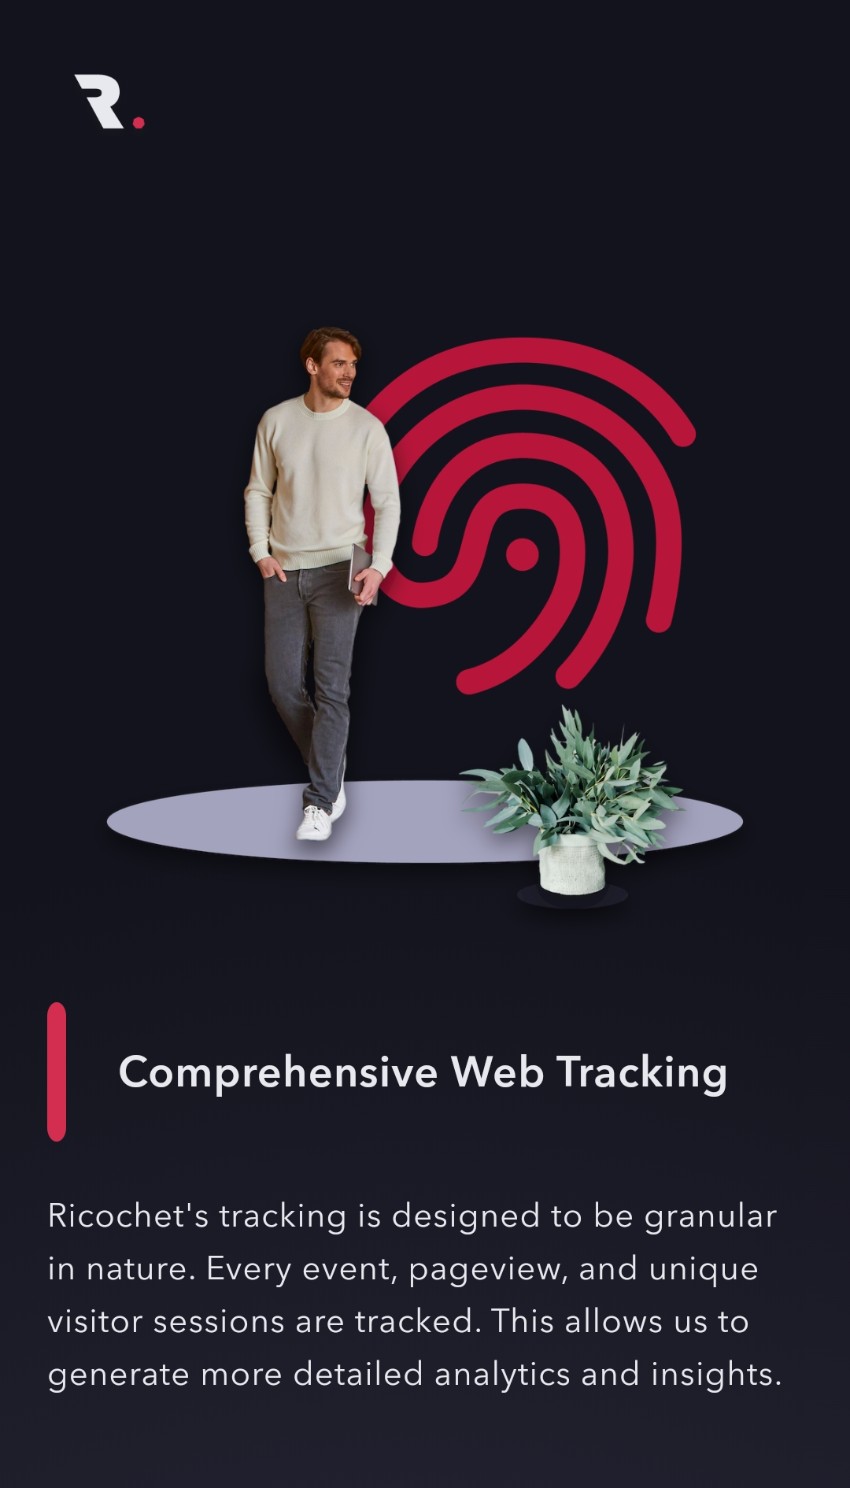 R.
Comprehensive Web Tracking
Ricochet's tracking is designed to be granular
in nature. Every event, pageview, and unique
visitor sessions are tracked. This allows us to
generate more detailed analytics and insights.